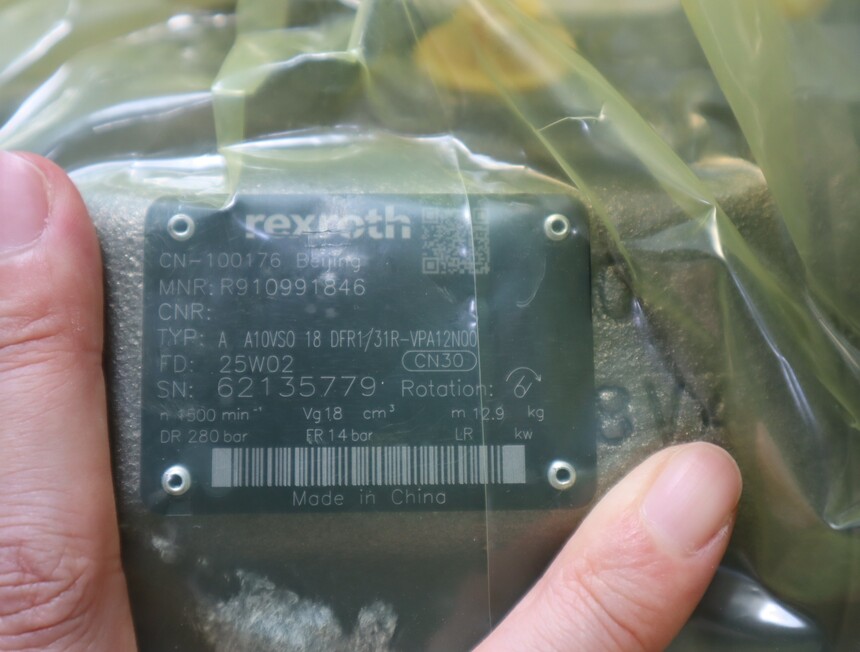 rexroth
CN-100176 Beijing
MNR: R910991846
CNR:
TYP: A A10VSO 18 DFR1/31R-VPA12N00
FD: 25W02 CN30
SN: 62135779 Rotation:
n 1500 min⁻¹ Vg 18 cm³ m 12.9 kg
DR 280 bar ER 14 bar LR kw
Made in China